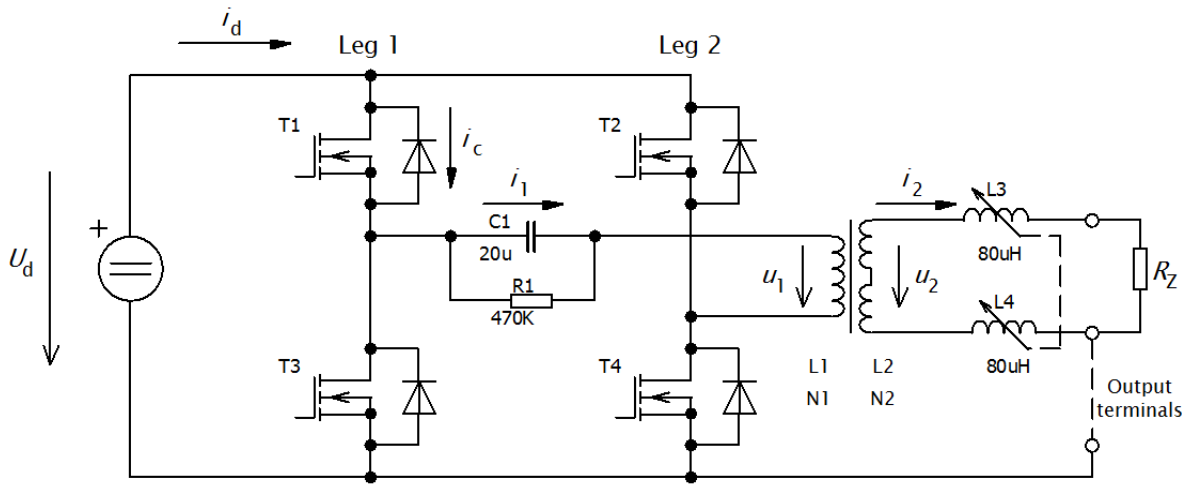 i_d
Leg 1
Leg 2
T1
T2
i_c
i_1
i_2
L3
C1
20u
80uH
+
U_d
u_1
u_2
R_Z
R1
470K
L4
80uH
T3
T4
L1
L2
N1
N2
Output
terminals